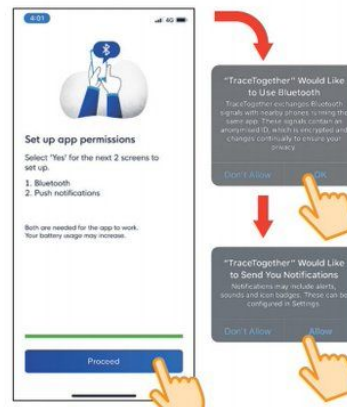 4:01
4G
Set up app permissions
Select 'Yes' for the next 2 screens to
set up.
1. Bluetooth
2. Push notifications
Both are needed for the app to work.
Your battery usage may increase.
Proceed
"TraceTogether" Would Like
to Use Bluetooth
TraceTogether exchanges Bluetooth
signals with nearby phones running the
same app. These signals contain an
anonymised ID, which is encrypted and
changes continually to ensure your
privacy.
Don't Allow
OK
"TraceTogether" Would Like
to Send You Notifications
Notifications may include alerts,
sounds and icon badges. These can be
configured in Settings.
Don't Allow
Allow